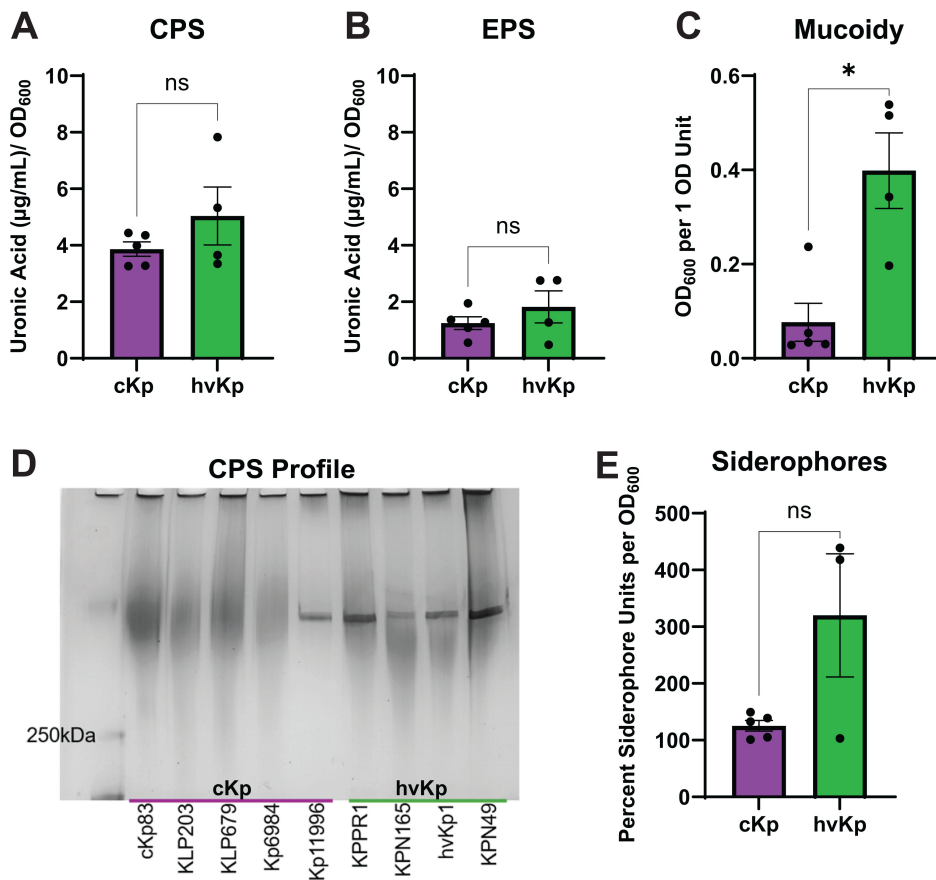 A
CPS
Uronic Acid (µg/mL)/ OD600
10
8
6
4
2
0
ns
cKp
hvKp
B
EPS
Uronic Acid (µg/mL)/ OD600
10
8
6
4
2
0
ns
cKp
hvKp
C
Mucoidy
OD600 per 1 OD Unit
0.6
0.4
0.2
0.0
*
cKp
hvKp
D
CPS Profile
250kDa
cKp
hvKp
cKp83
KLP203
KLP679
Kp6984
Kp11996
KPPR1
KPN165
hvKp1
KPN49
E
Siderophores
Percent Siderophore Units per OD600
500
400
300
200
100
0
ns
cKp
hvKp